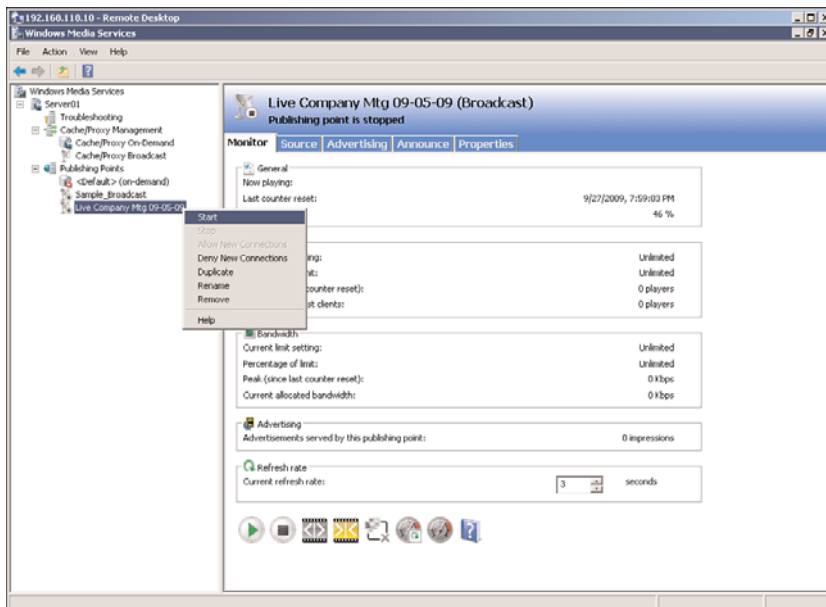 192.168.110.10 - Remote Desktop
Windows Media Services
File Action View Help
Windows Media Services
Server01
Troubleshooting
Cache/Proxy Management
Cache/Proxy On-Demand
Cache/Proxy Broadcast
Publishing Points
<Default> (on-demand)
Sample_Broadcast
Live Company Mtg 09-05-09
Start
Stop
Allow New Connections
Deny New Connections
Duplicate
Rename
Remove
Help
Live Company Mtg 09-05-09 (Broadcast)
Publishing point is stopped
Monitor Source Advertising Announce Properties
General
Now playing:
Last counter reset: 9/27/2009, 7:59:03 PM
46 %
Unlimited
Unlimited
counter reset): 0 players
clients: 0 players
Bandwidth
Current limit setting: Unlimited
Percentage of limit: Unlimited
Peak (since last counter reset): 0 Kbps
Current allocated bandwidth: 0 Kbps
Advertising
Advertisements served by this publishing point: 0 impressions
Refresh rate
Current refresh rate: 3 seconds